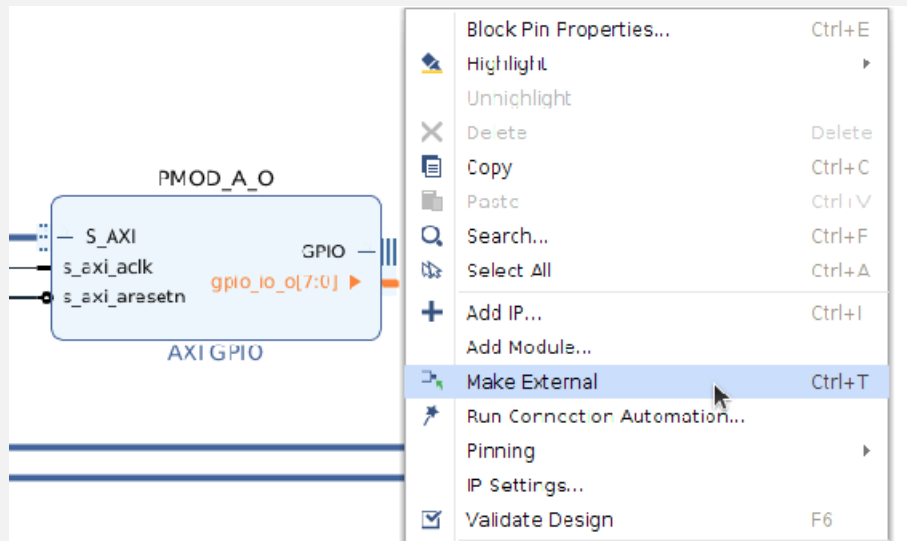 Block Pin Properties... Ctrl+E
Highlight
Unhighlight
Delete Delete
Copy Ctrl+C
Paste Ctrl+V
Search... Ctrl+F
Select All Ctrl+A
Add IP... Ctrl+I
Add Module...
Make External Ctrl+T
Run Connection Automation...
Pinning
IP Settings...
Validate Design F6
PMOD_A_O
S_AXI
GPIO
s_axi_aclk
gpio_io_o[7:0]
s_axi_aresetn
AXI GPIO